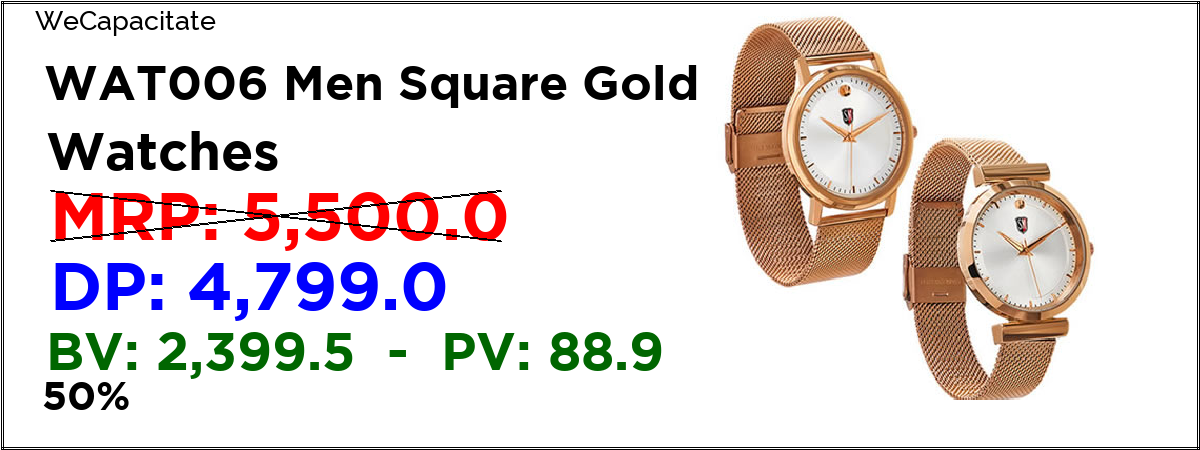 WeCapacitate
WAT006 Men Square Gold
Watches
MRP: 5,500.0
DP: 4,799.0
BV: 2,399.5 - PV: 88.9
50%